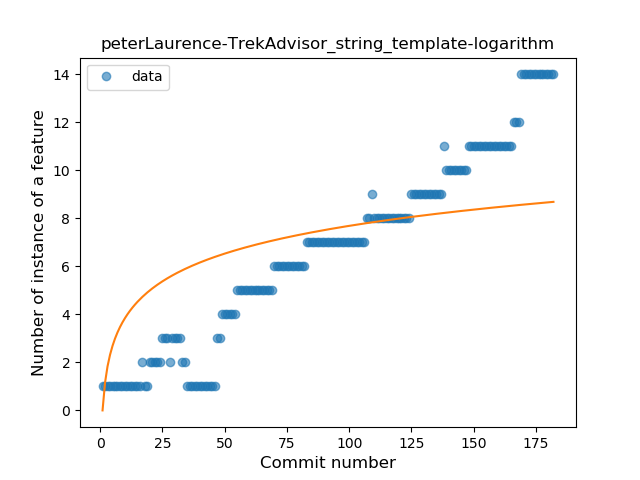 peterLaurence-TrekAdvisor_string_template-logarithm
data
Number of instance of a feature
14
12
10
8
6
4
2
0
0 25 50 75 100 125 150 175
Commit number